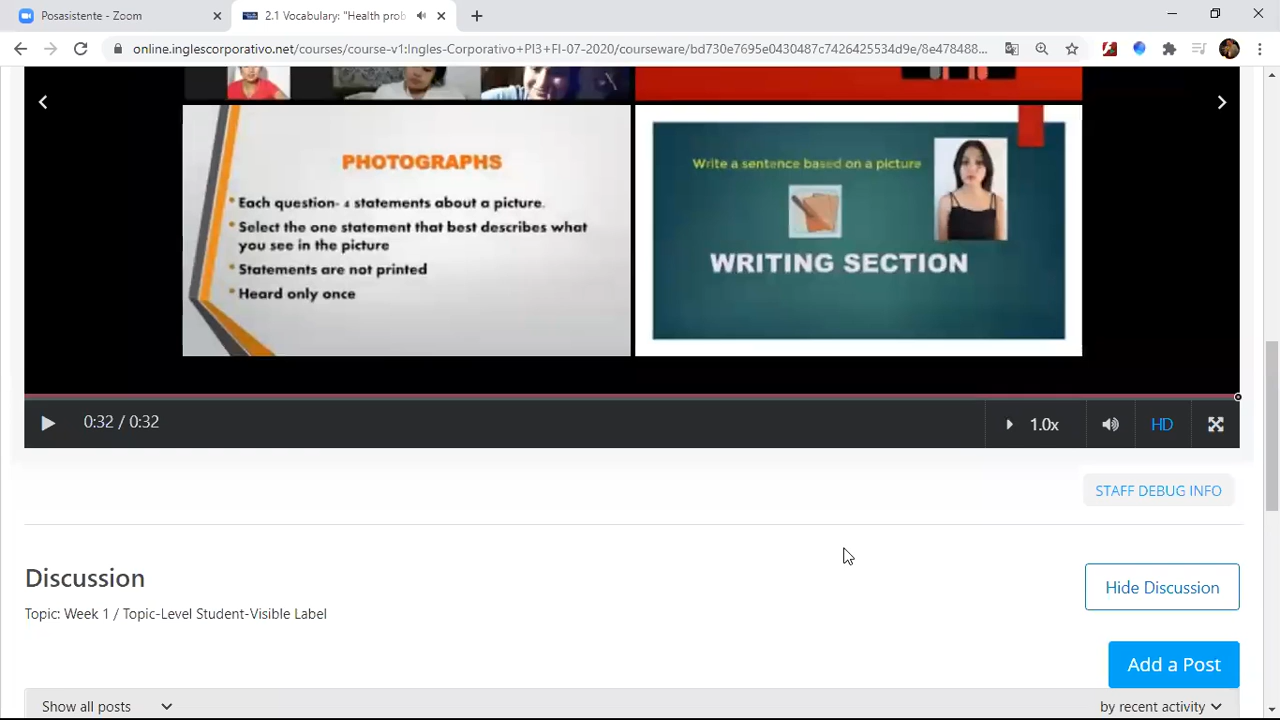 Posasistente - Zoom
2.1 Vocabulary: "Health prob
online.inglescorporativo.net/courses/course-v1:Ingles-Corporativo+PI3+FI-07-2020/courseware/bd730e7695e0430487c7426425534d9e/8e478488...
PHOTOGRAPHS
• Each question- 4 statements about a picture.
• Select the one statement that best describes what
you see in the picture
• Statements are not printed
• Heard only once
Write a sentence based on a picture
WRITING SECTION
0:32 / 0:32
1.0x
HD
STAFF DEBUG INFO
Discussion
Hide Discussion
Topic: Week 1 / Topic-Level Student-Visible Label
Add a Post
Show all posts
by recent activity